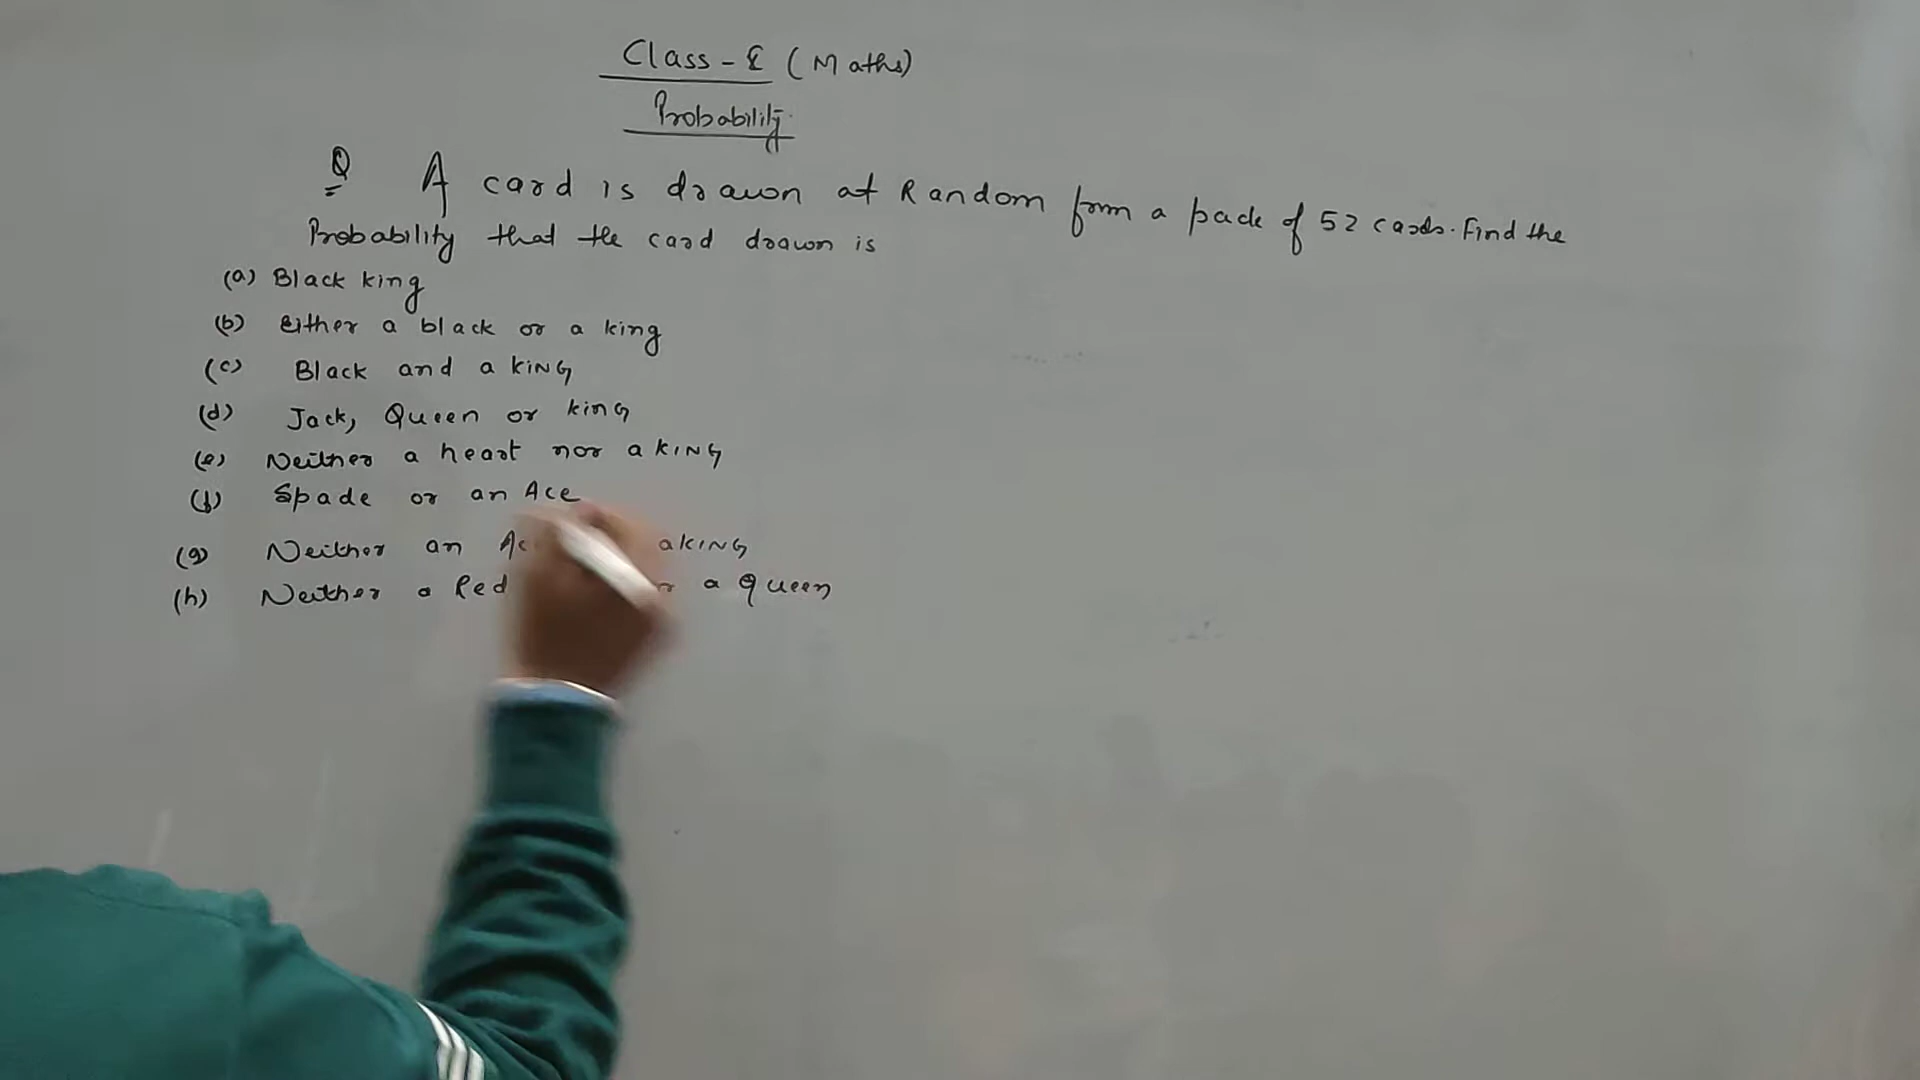 Class - E (Maths)
Probability
Q A card is drawn at Random from a pack of 52 cards. Find the
Probability that the card drawn is
(a) Black king
(b) Either a black or a king
(c) Black and a KING
(d) Jack, Queen or king
(e) Neither a heart nor a KING
(f) Spade or an Ace
(g) Neither an a KING
(h) Neither a Red a Queen